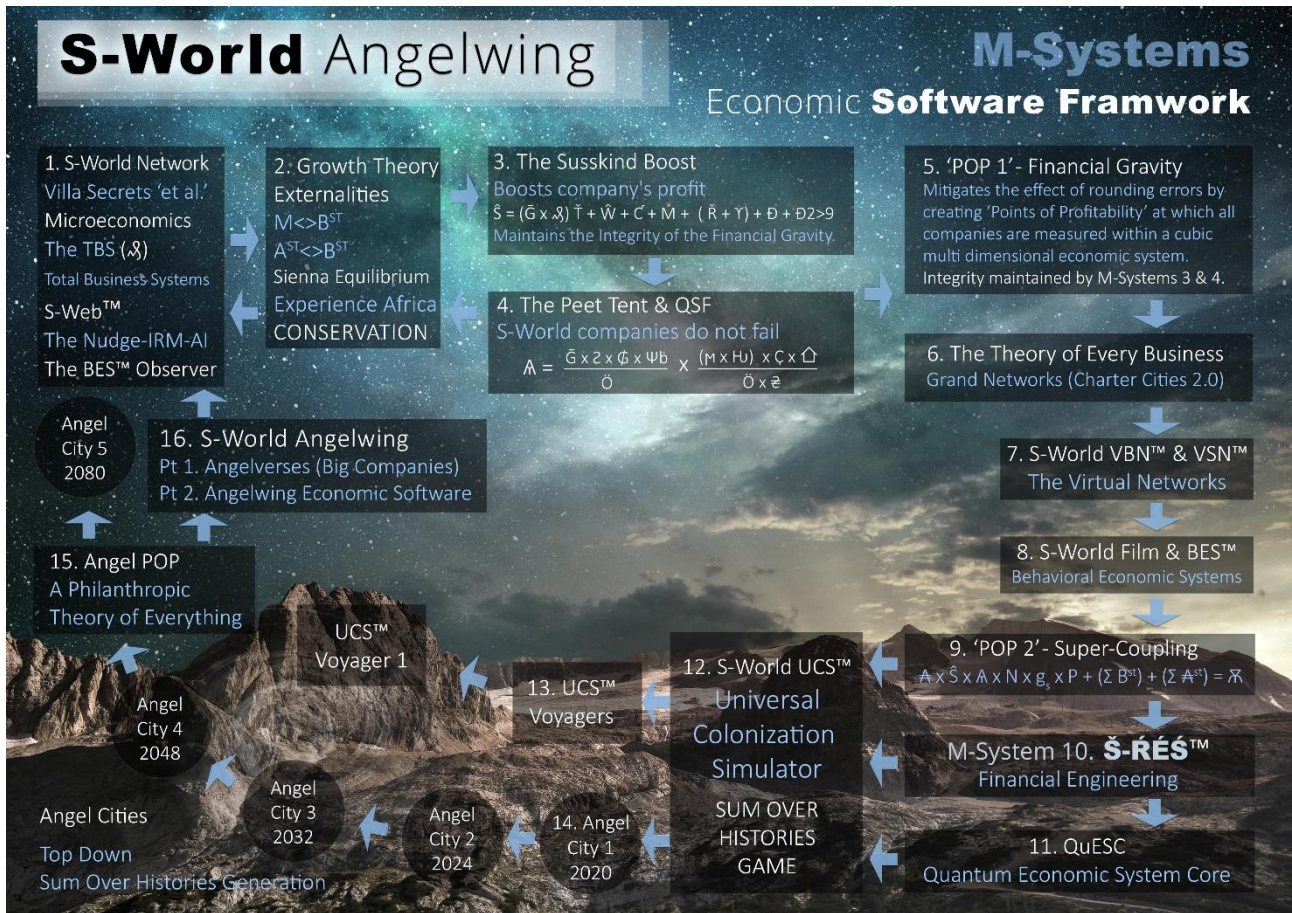 S-World Angelwing
M-Systems
Economic Software Framwork
1. S-World Network
Villa Secrets 'et al.'
Microeconomics
The TBS (𝓈)
Total Business Systems
S-Web™
The Nudge-IRM-AI
The BES™ Observer
2. Growth Theory
Externalities
M<>Bˢᵀ
Aˢᵀ<>Bˢᵀ
Sienna Equilibrium
Experience Africa
CONSERVATION
3. The Susskind Boost
Boosts company's profit
Maintains the Integrity of the Financial Gravity.
4. The Peet Tent & QSF
S-World companies do not fail
5. 'POP 1'- Financial Gravity
Mitigates the effect of rounding errors by
creating 'Points of Profitability' at which all
companies are measured within a cubic
multi dimensional economic system.
Integrity maintained by M-Systems 3 & 4.
6. The Theory of Every Business
Grand Networks (Charter Cities 2.0)
7. S-World VBN™ & VSN™
The Virtual Networks
8. S-World Film & BES™
Behavioral Economic Systems
9. 'POP 2'- Super-Coupling
M-System 10. Š-ŔÉŚ™
Financial Engineering
11. QuESC
Quantum Economic System Core
12. S-World UCS™
Universal
Colonization
Simulator
SUM OVER
HISTORIES
GAME
13. UCS™
Voyagers
UCS™
Voyager 1
14. Angel
City 1
2020
Angel
City 2
2024
Angel
City 3
2032
Angel
City 4
2048
15. Angel POP
A Philanthropic
Theory of Everything
16. S-World Angelwing
Pt 1. Angelverses (Big Companies)
Pt 2. Angelwing Economic Software
Angel
City 5
2080
Angel Cities
Top Down
Sum Over Histories Generation